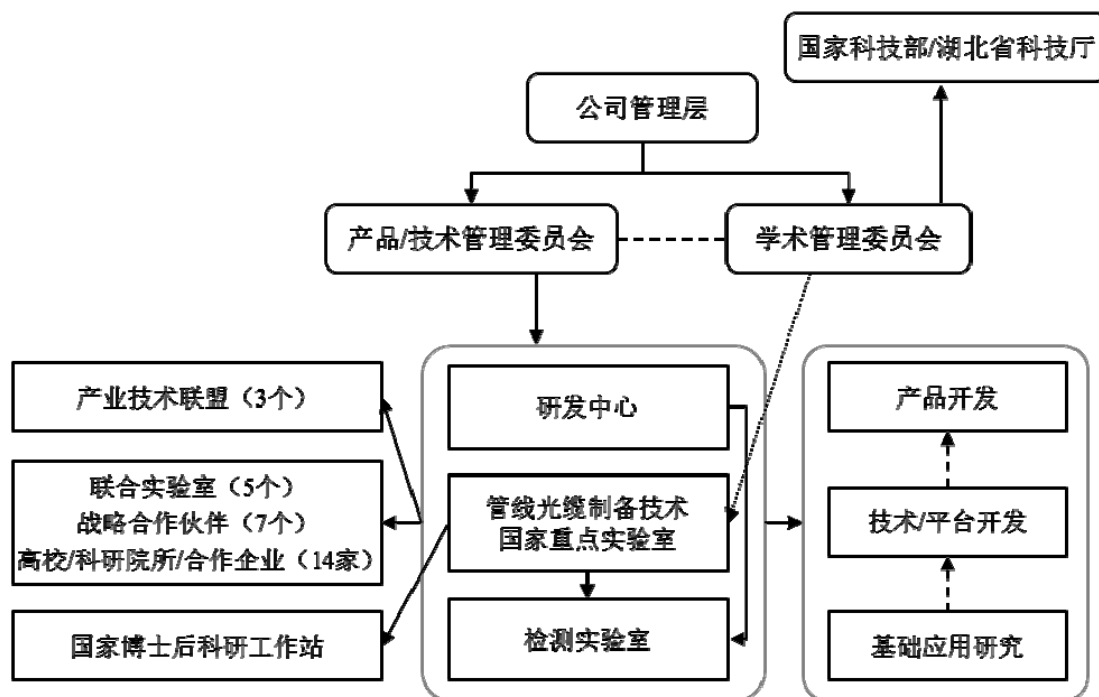 国家科技部/湖北省科技厅
公司管理层
产品/技术管理委员会
学术管理委员会
产业技术联盟（3个）
联合实验室（5个）
战略合作伙伴（7个）
高校/科研院所/合作企业（14家）
国家博士后科研工作站
研发中心
管线光缆制备技术
国家重点实验室
检测实验室
产品开发
技术/平台开发
基础应用研究